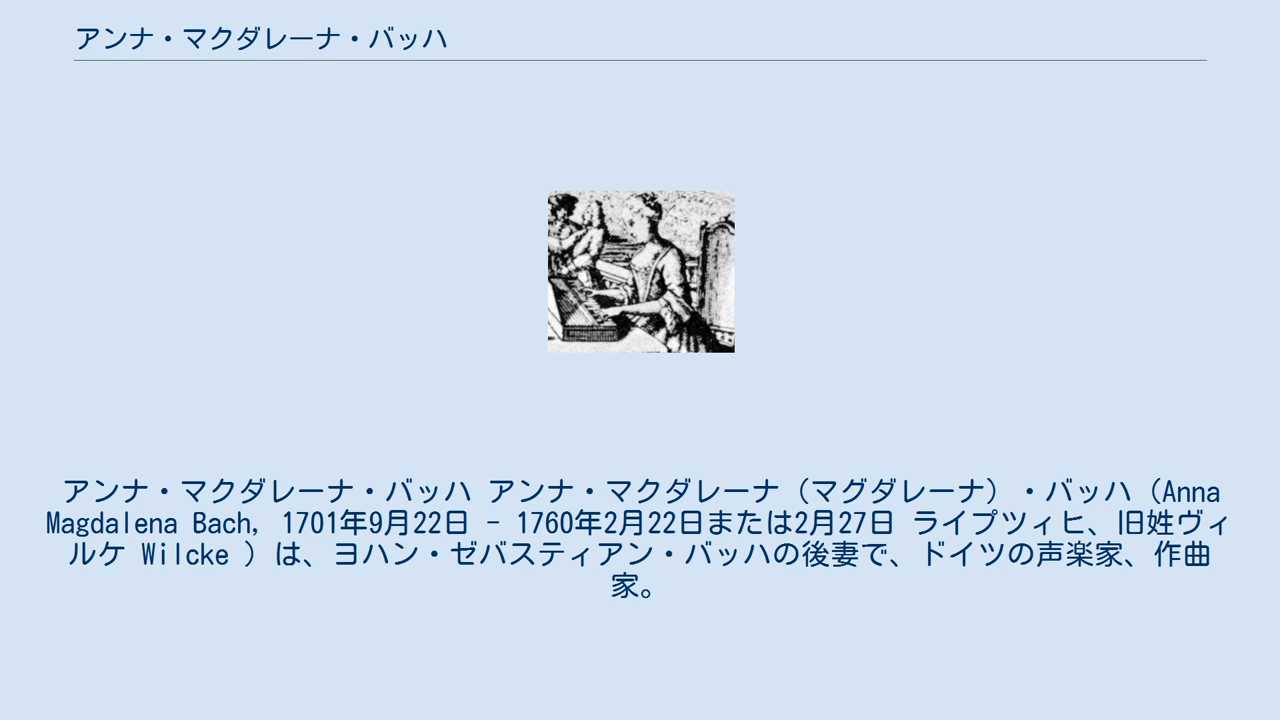 アンナ・マクダレーナ・バッハ
アンナ・マクダレーナ・バッハ アンナ・マクダレーナ（マグダレーナ）・バッハ（Anna
Magdalena Bach, 1701年9月22日 - 1760年2月22日または2月27日 ライプツィヒ、旧姓ヴィ
ルケ Wilcke ）は、ヨハン・ゼバスティアン・バッハの後妻で、ドイツの声楽家、作曲
家。